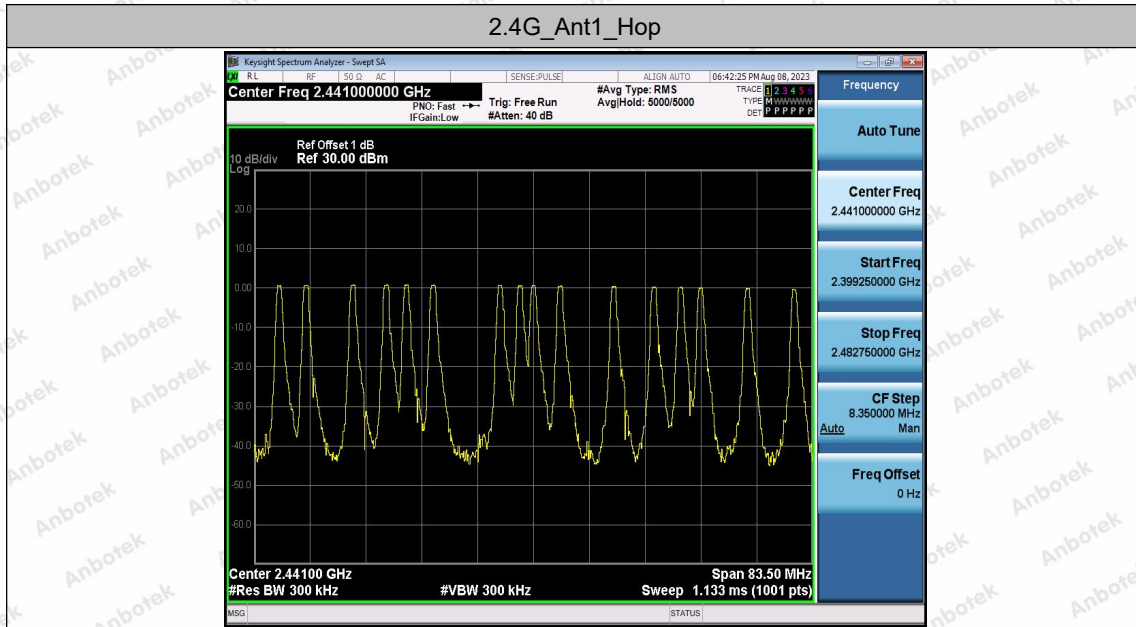 2.4G_Ant1_Hop
Keysight Spectrum Analyzer - Swept SA
RL RF 50 Ω AC SENSE:PULSE ALIGN AUTO 06:42:25 PM Aug 08, 2023
Center Freq 2.441000000 GHz
PNO: Fast
IFGain:Low
Trig: Free Run
#Atten: 40 dB
#Avg Type: RMS
Avg|Hold: 5000/5000
TRACE 1 2 3 4 5 6
TYPE M WWWWW
DET P P P P P P
Frequency
Auto Tune
Center Freq
2.441000000 GHz
Start Freq
2.399250000 GHz
Stop Freq
2.482750000 GHz
CF Step
8.350000 MHz
Auto Man
Freq Offset
0 Hz
Ref Offset 1 dB
10 dB/div Ref 30.00 dBm
Log
20.0
10.0
0.00
-10.0
-20.0
-30.0
-40.0
-50.0
-60.0
Center 2.44100 GHz Span 83.50 MHz
#Res BW 300 kHz #VBW 300 kHz Sweep 1.133 ms (1001 pts)
MSG STATUS
Anbotek